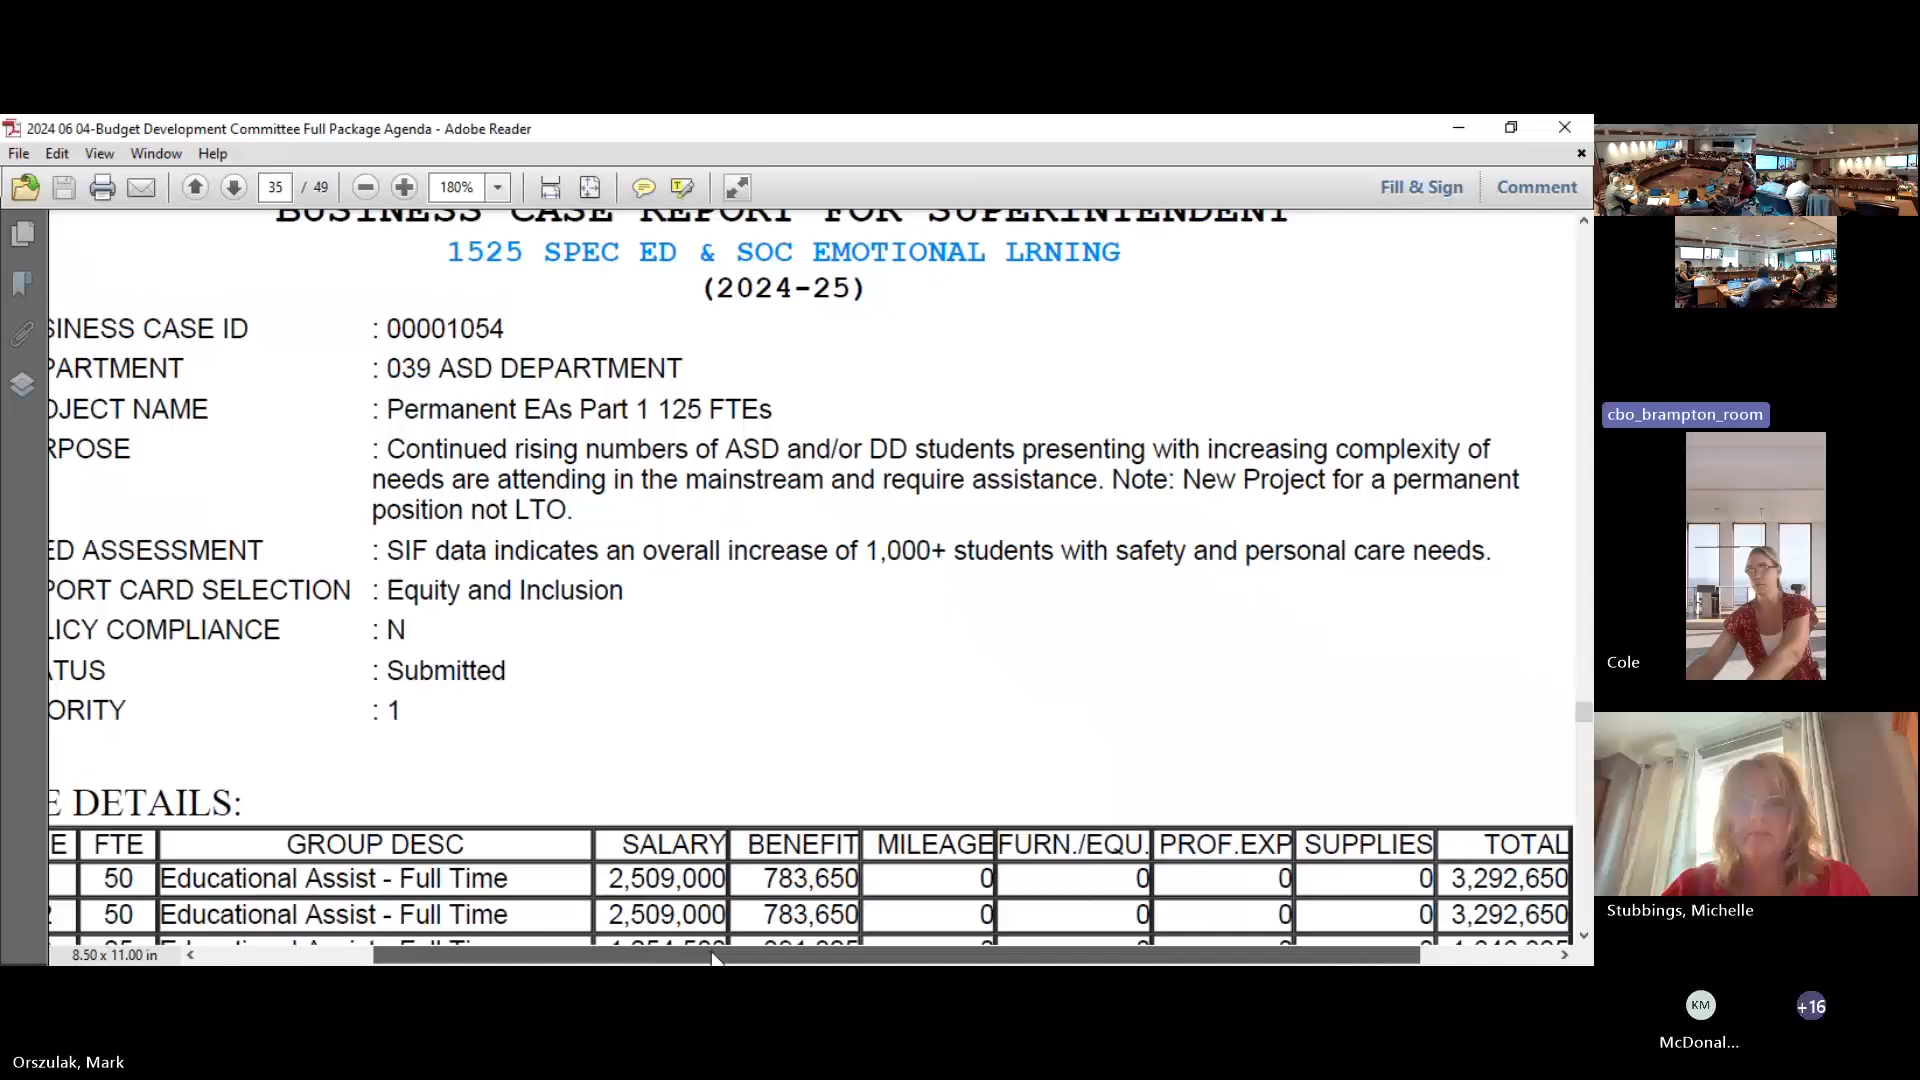 2024 06 04-Budget Development Committee Full Package Agenda - Adobe Reader
File Edit View Window Help
35 / 49 180% Fill & Sign Comment
BUSINESS CASE REPORT FOR SUPERINTENDENT
1525 SPEC ED & SOC EMOTIONAL LRNING
(2024-25)
SINESS CASE ID : 00001054
PARTMENT : 039 ASD DEPARTMENT
OJECT NAME : Permanent EAs Part 1 125 FTEs
RPOSE : Continued rising numbers of ASD and/or DD students presenting with increasing complexity of
needs are attending in the mainstream and require assistance. Note: New Project for a permanent
position not LTO.
ED ASSESSMENT : SIF data indicates an overall increase of 1,000+ students with safety and personal care needs.
PORT CARD SELECTION : Equity and Inclusion
LICY COMPLIANCE : N
ATUS : Submitted
ORITY : 1
E DETAILS:
E FTE GROUP DESC SALARY BENEFIT MILEAGE FURN./EQU. PROF.EXP SUPPLIES TOTAL
50 Educational Assist - Full Time 2,509,000 783,650 0 0 0 0 3,292,650
50 Educational Assist - Full Time 2,509,000 783,650 0 0 0 0 3,292,650
8.50 x 11.00 in
cbo_brampton_room
Cole
Stubbings, Michelle
KM +16
McDonal...
Orszulak, Mark